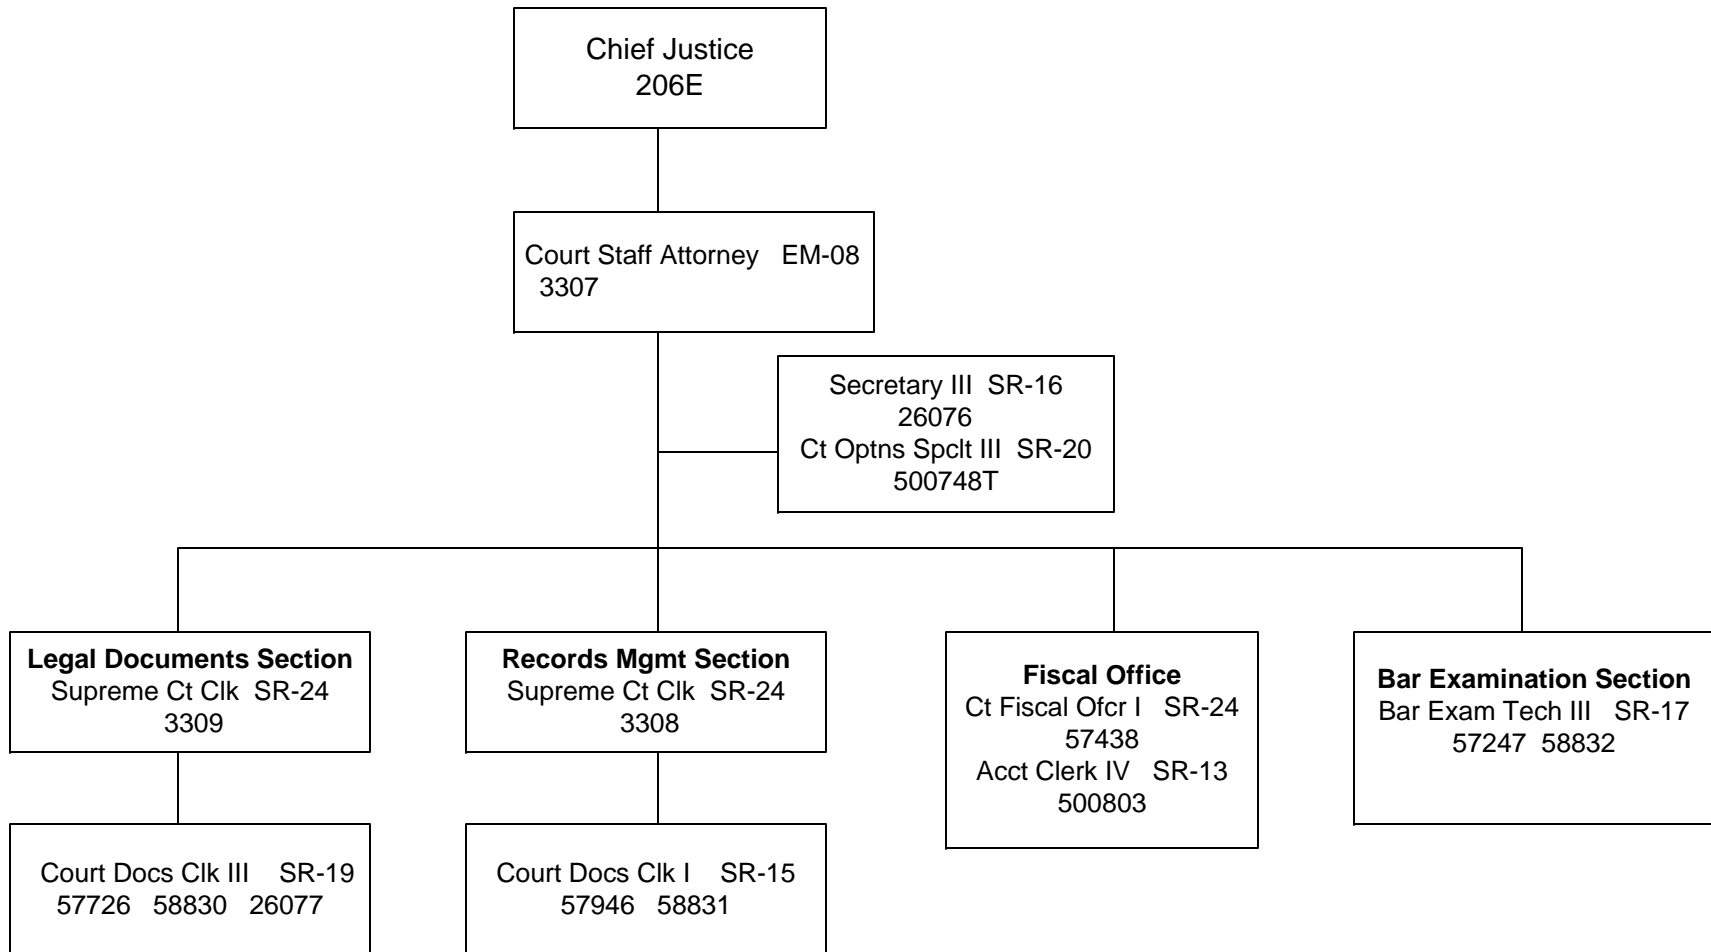 Chief Justice
206E
Court Staff Attorney EM-08
3307
Secretary III SR-16
26076
Ct Optns Spclt III SR-20
500748T
Legal Documents Section
Supreme Ct Clk SR-24
3309
Records Mgmt Section
Supreme Ct Clk SR-24
3308
Fiscal Office
Ct Fiscal Ofcr I SR-24
57438
Acct Clerk IV SR-13
500803
Bar Examination Section
Bar Exam Tech III SR-17
57247 58832
Court Docs Clk III SR-19
57726 58830 26077
Court Docs Clk I SR-15
57946 58831